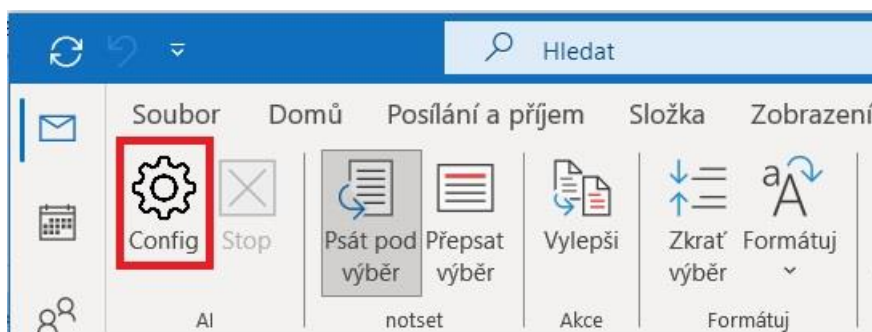 Hledat
Soubor Domů Posílání a příjem Složka Zobrazení
Config Stop Psát pod Přepsat Vylepši Zkrať Formátuj
výběr výběr výběr
AI notset Akce Formátuj